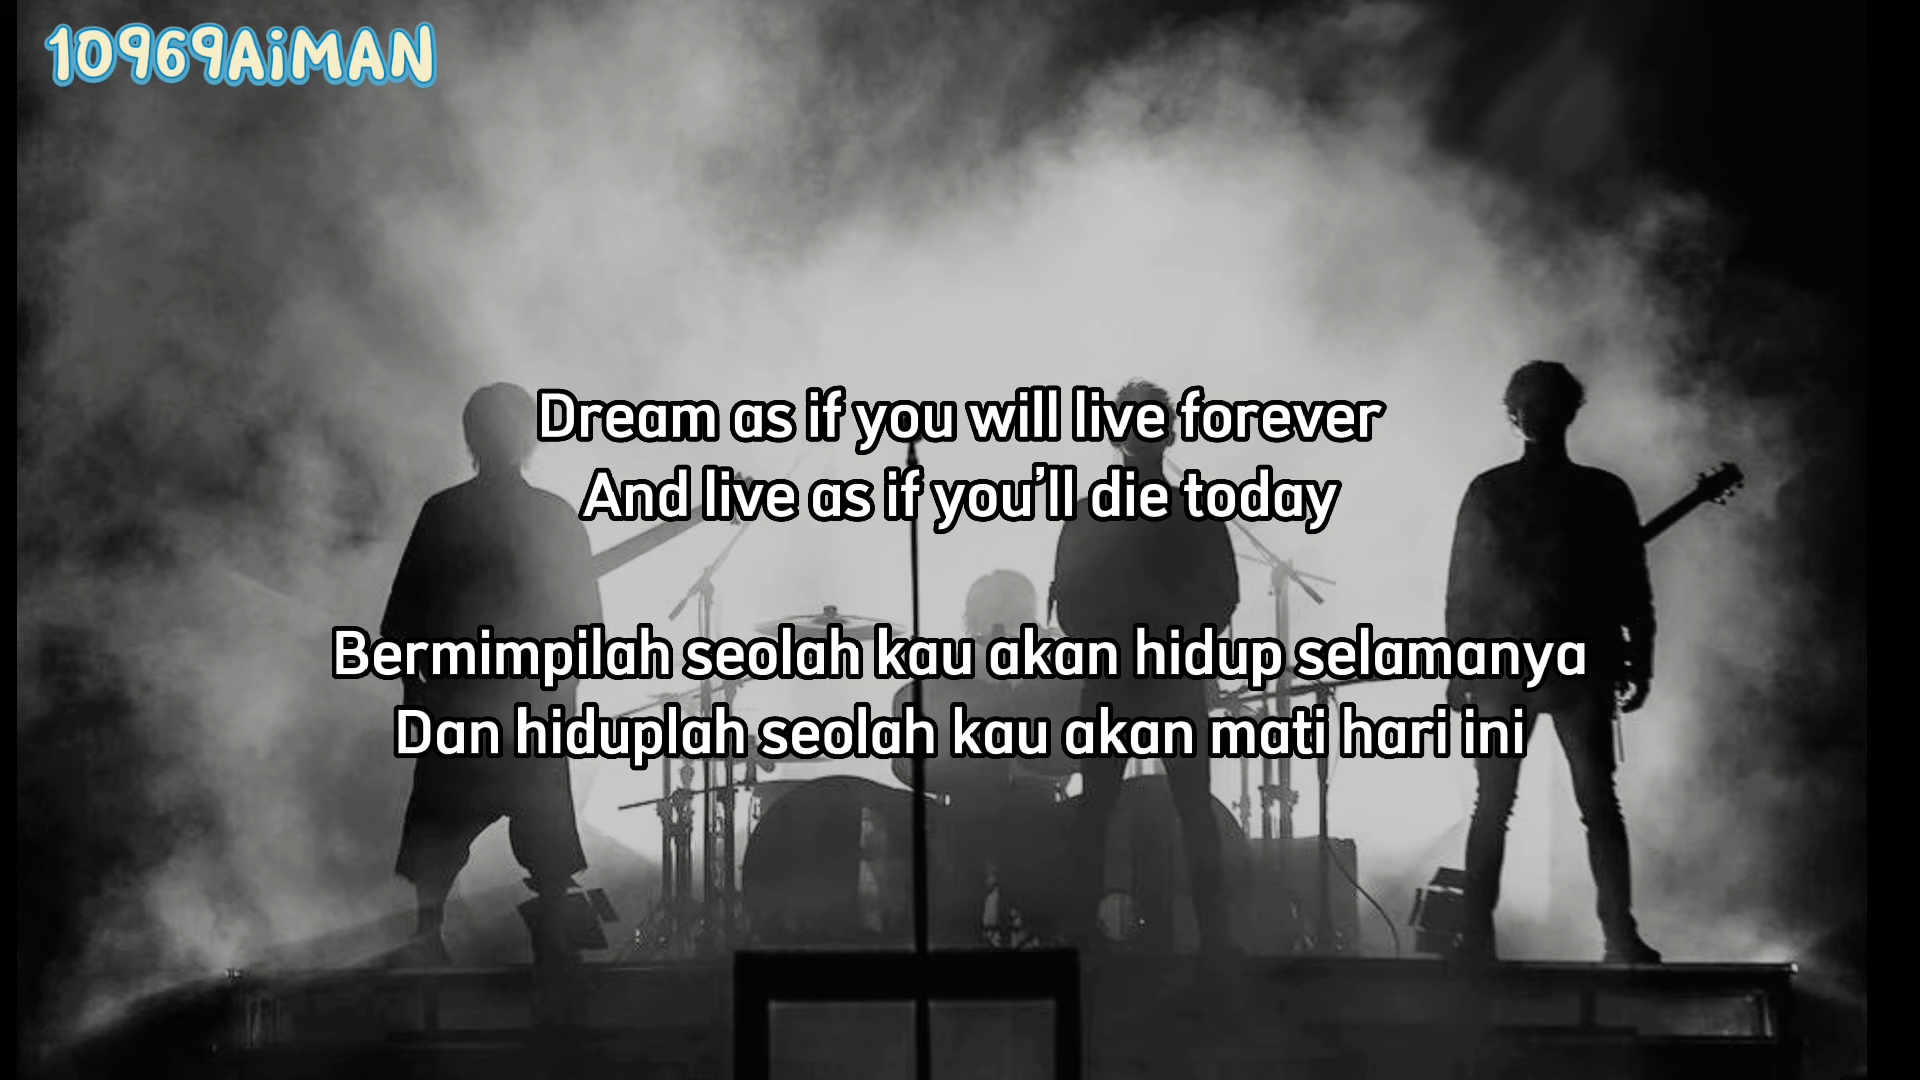 10969AiMAN
Dream as if you will live forever
And live as if you’ll die today
Bermimpilah seolah kau akan hidup selamanya
Dan hiduplah seolah kau akan mati hari ini